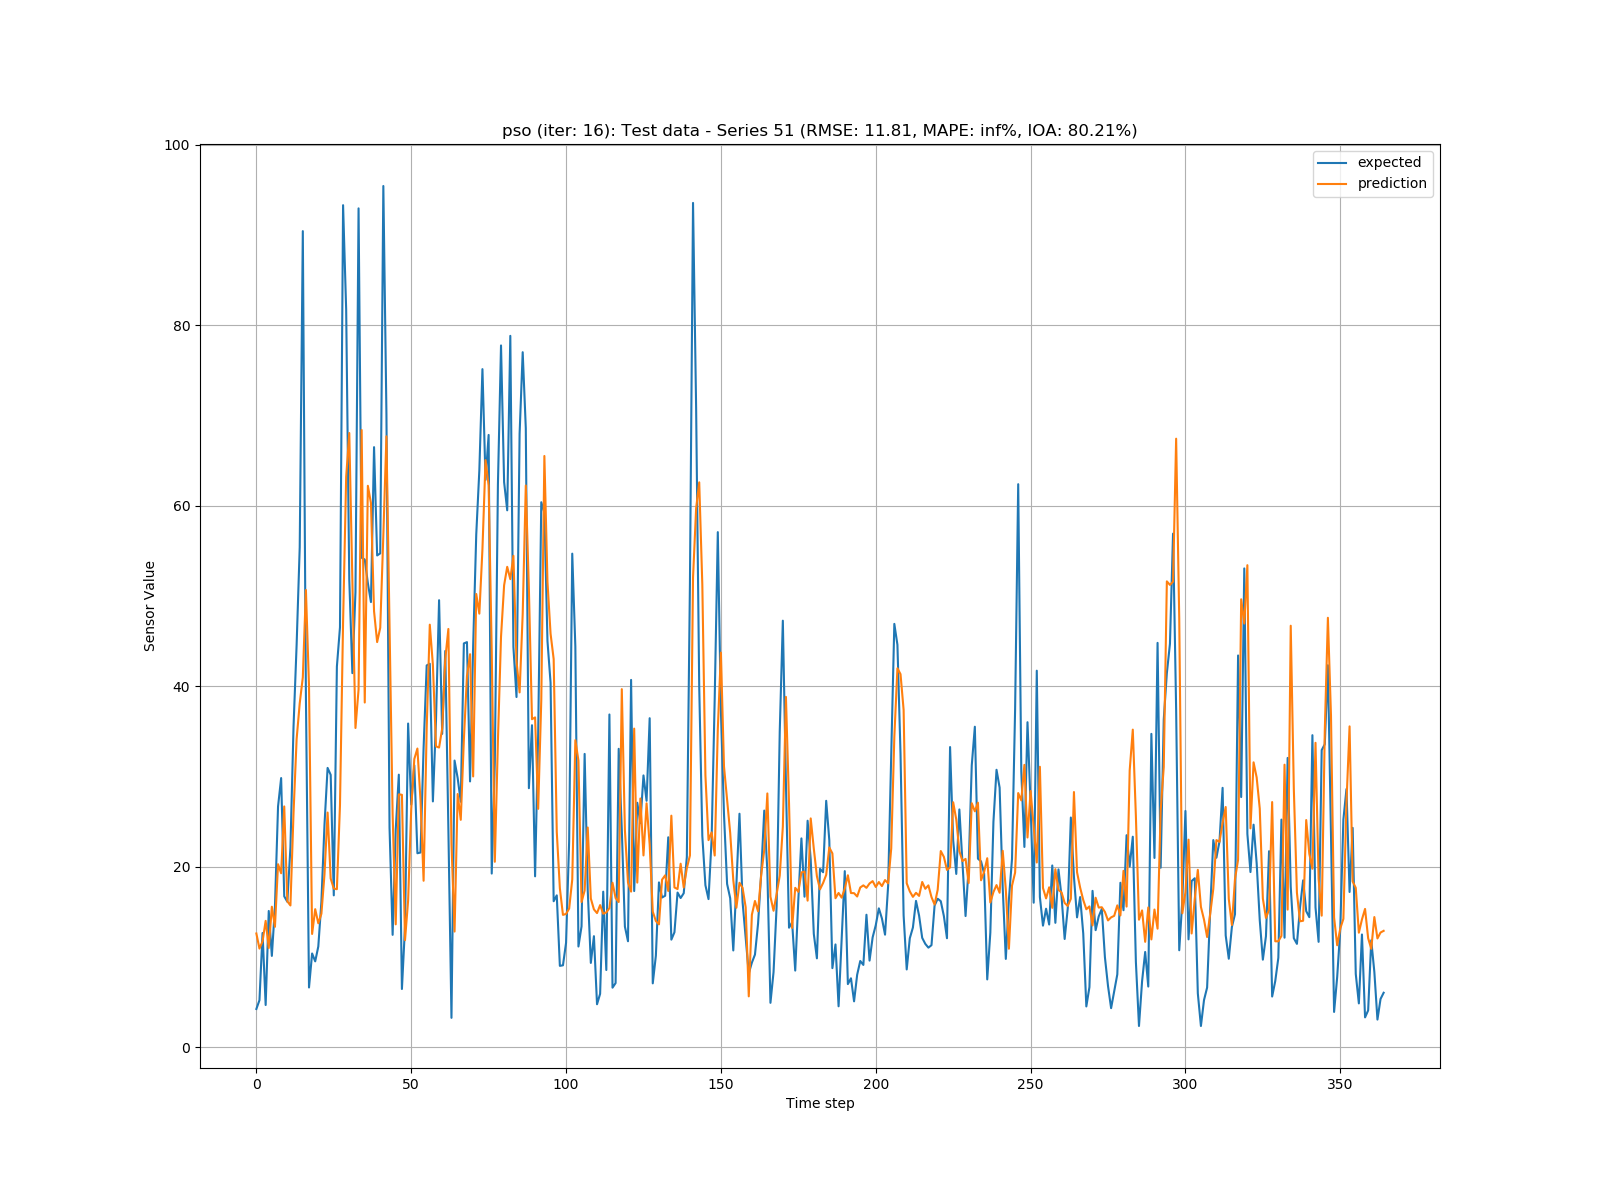 pso (iter: 16): Test data - Series 51 (RMSE: 11.81, MAPE: inf%, IOA: 80.21%)
expected
prediction
100
80
60
40
20
0
Sensor Value
0 50 100 150 200 250 300 350
Time step